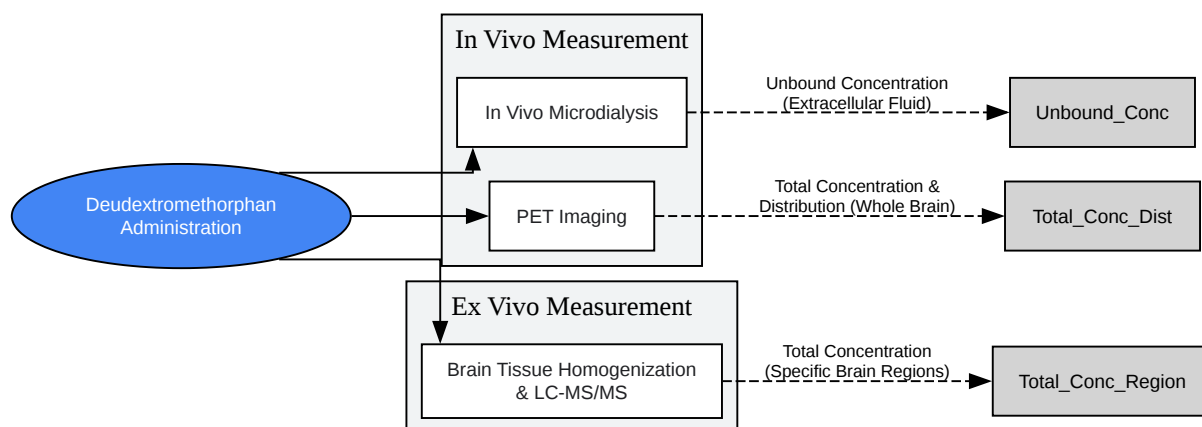 In Vivo Measurement
In Vivo Microdialysis
Unbound Concentration
(Extracellular Fluid)
Unbound_Conc
Deudextromethorphan
Administration
PET Imaging
Total Concentration &
Distribution (Whole Brain)
Total_Conc_Dist
Ex Vivo Measurement
Brain Tissue Homogenization
& LC-MS/MS
Total Concentration
(Specific Brain Regions)
Total_Conc_Region